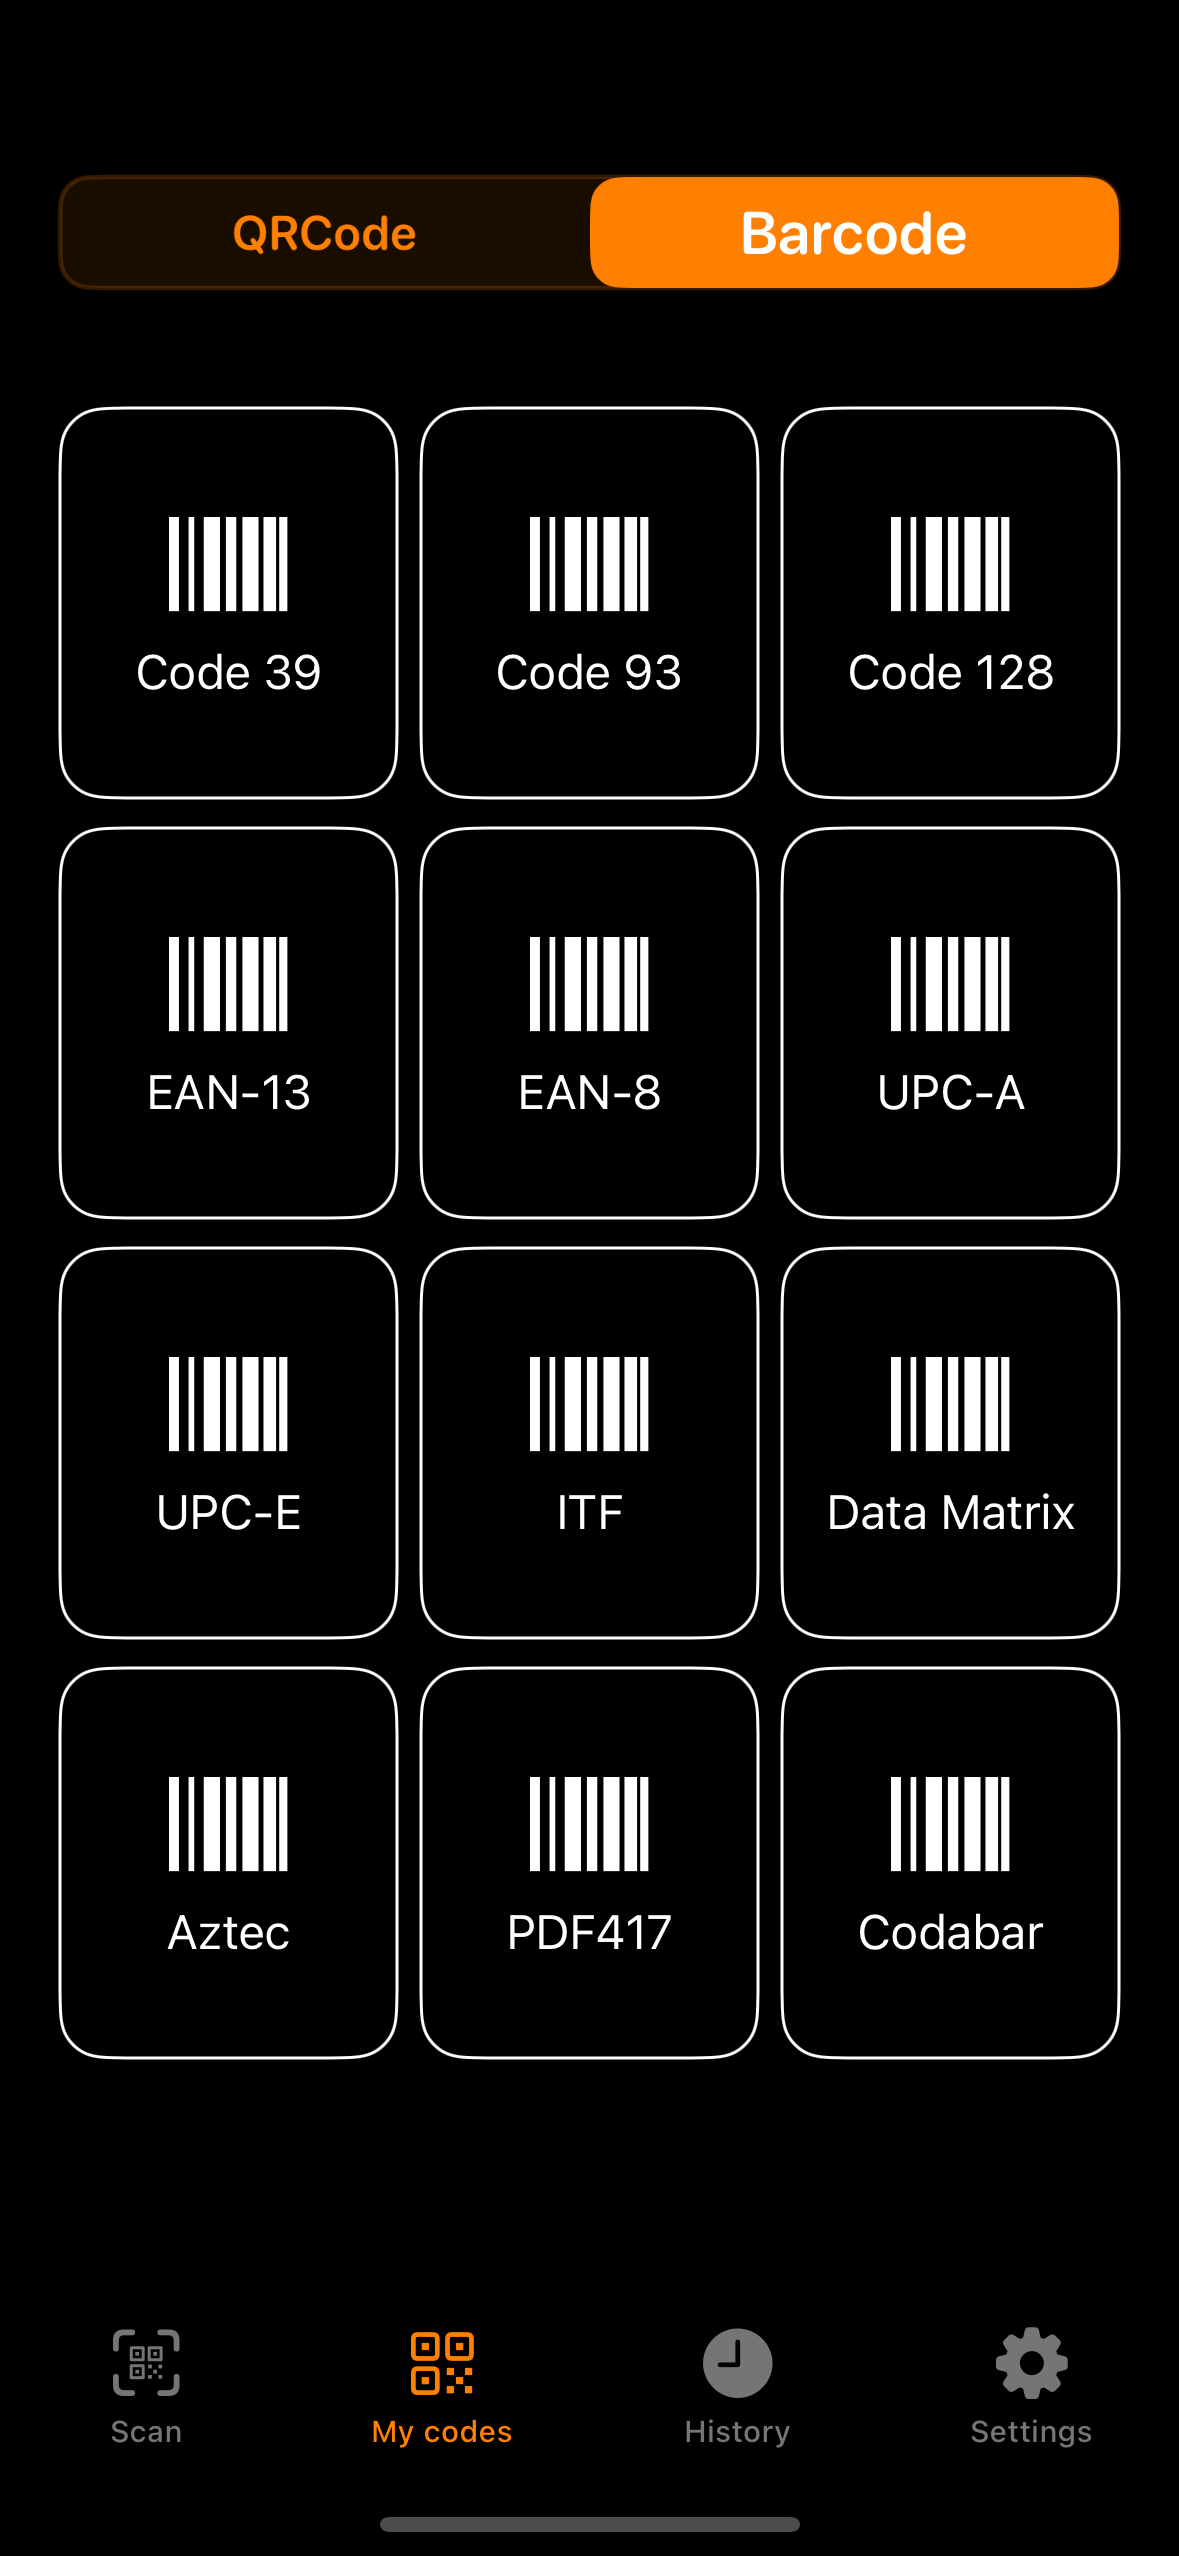 QRCode Barcode
Code 39 Code 93 Code 128
EAN-13 EAN-8 UPC-A
UPC-E ITF Data Matrix
Aztec PDF417 Codabar
Scan My codes History Settings